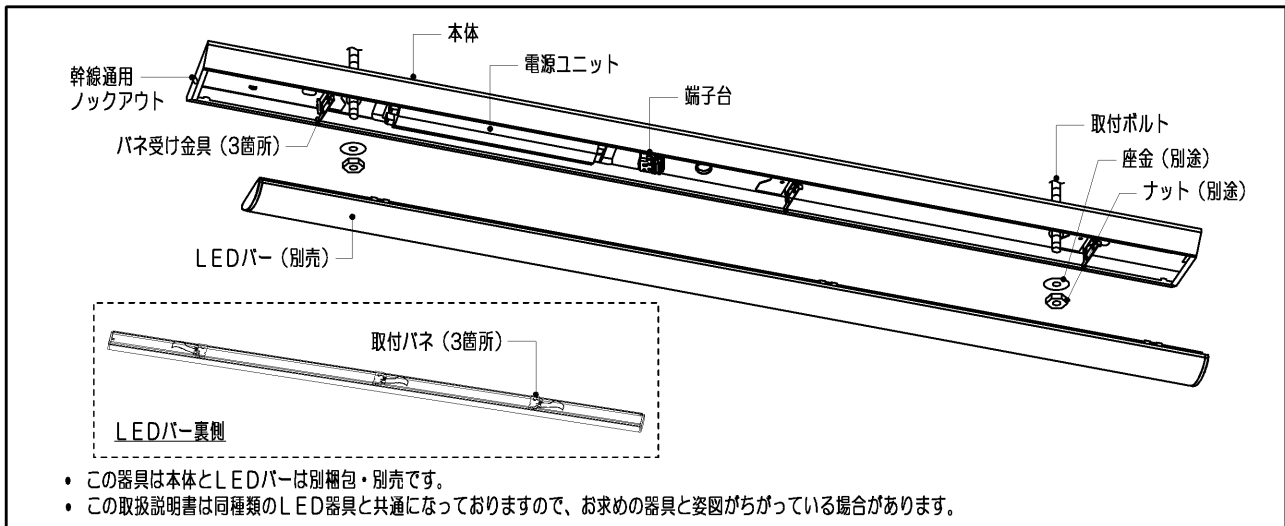 本体
電源ユニット
幹線通用
ノックアウト
端子台
取付ボルト
バネ受け金具（3箇所）
座金（別途）
ナット（別途）
LEDバー（別売）
取付バネ（3箇所）
LEDバー裏側
• この器具は本体とLEDバーは別梱包・別売です。
• この取扱説明書は同種類のLED器具と共通になっておりますので、お求めの器具と姿図がちがっている場合があります。